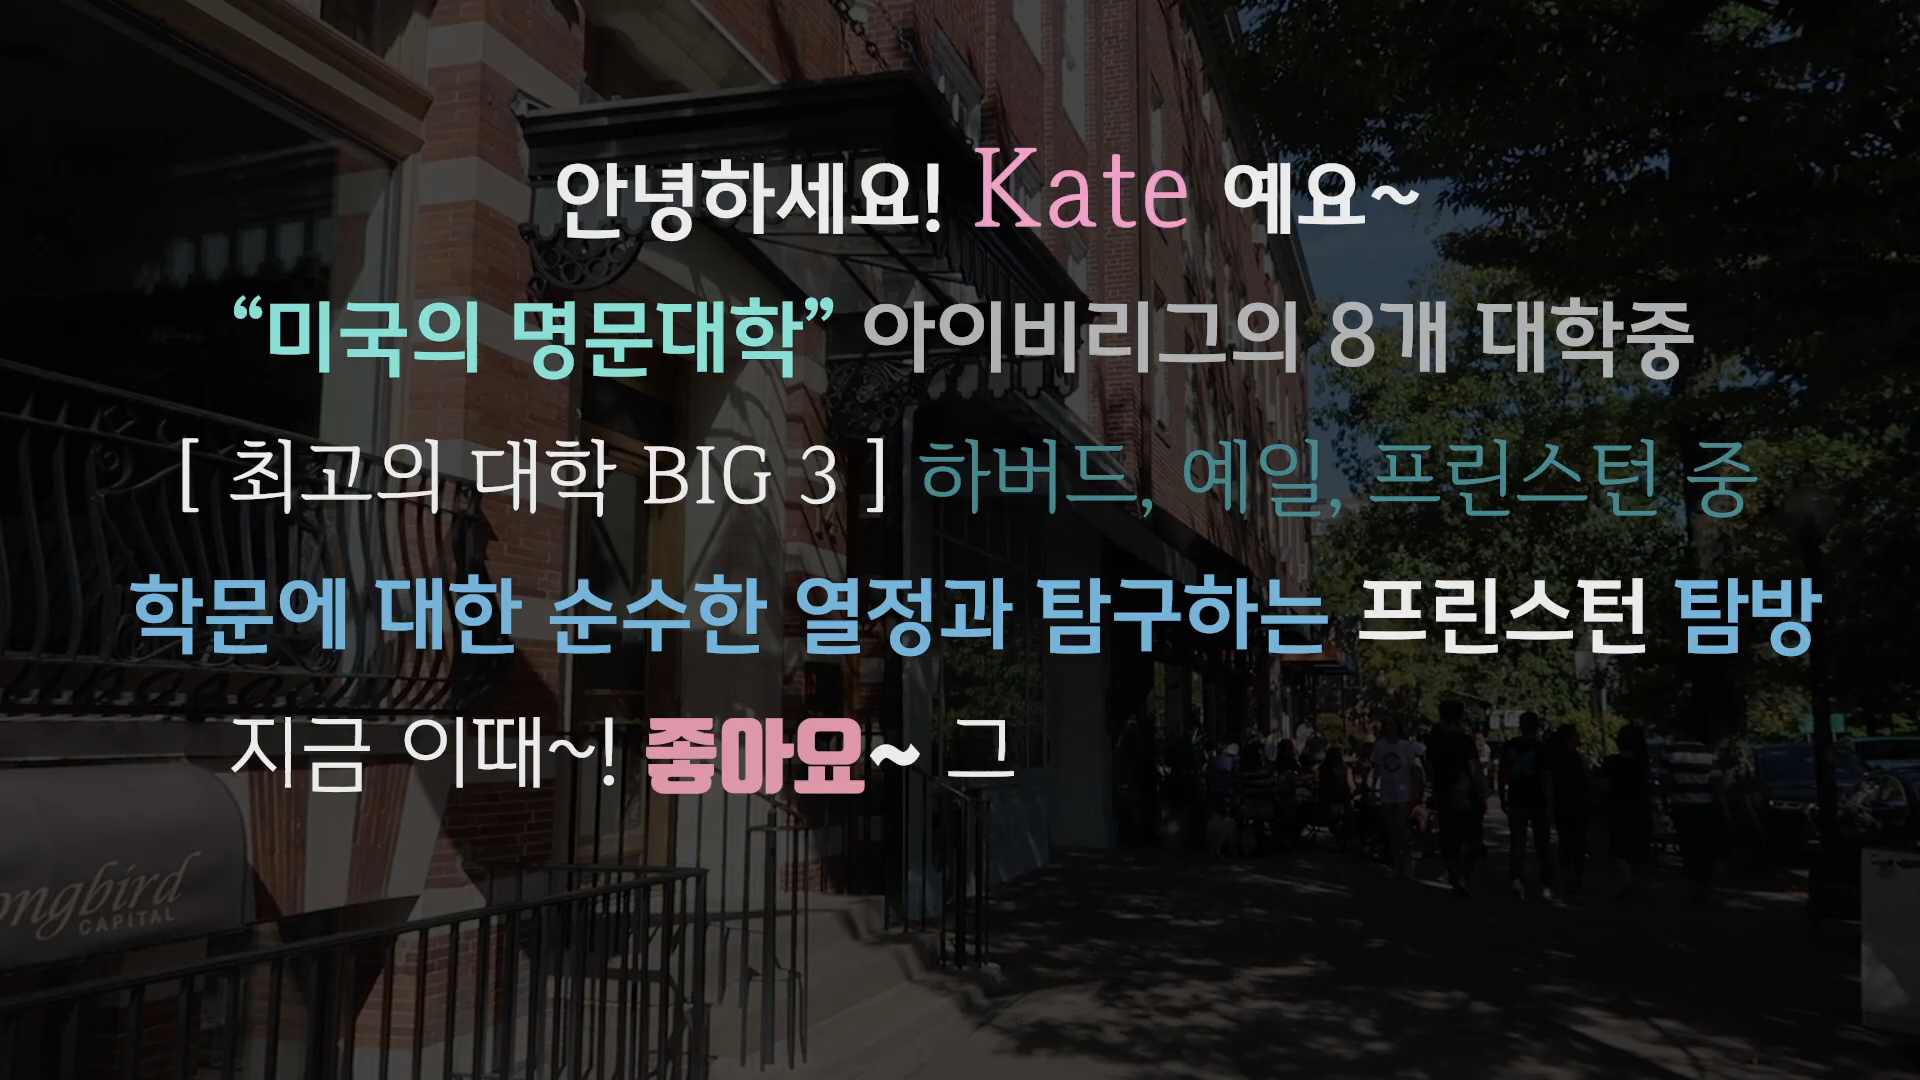 안녕하세요! Kate 예요~
“미국의 명문대학” 아이비리그의 8개 대학중
[ 최고의 대학 BIG 3 ] 하버드, 예일, 프린스턴 중
학문에 대한 순수한 열정과 탐구하는 프린스턴 탐방
지금 이때~! 좋아요~ 그
ongbird
CAPITAL